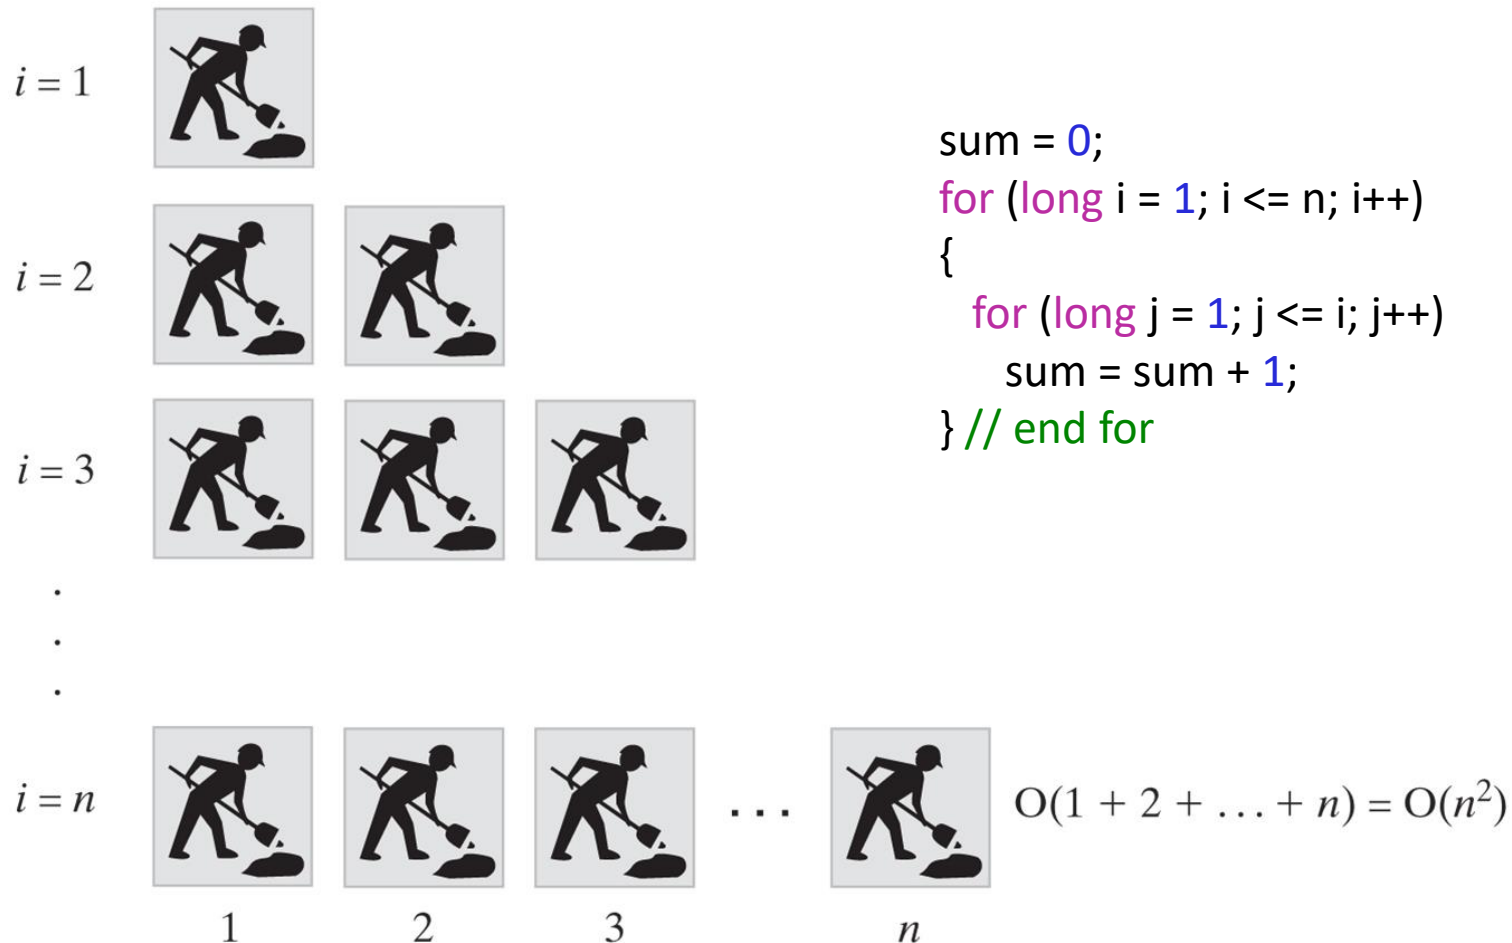 i = 1
sum = 0;
for (long i = 1; i <= n; i++)
{
i = 2
for (long j = 1; j <= i; j++)
sum = sum + 1;
} // end for
i = 3
.
.
.
i = n
. . .
O(1 + 2 + . . . + n) = O(n²)
1 2 3 n